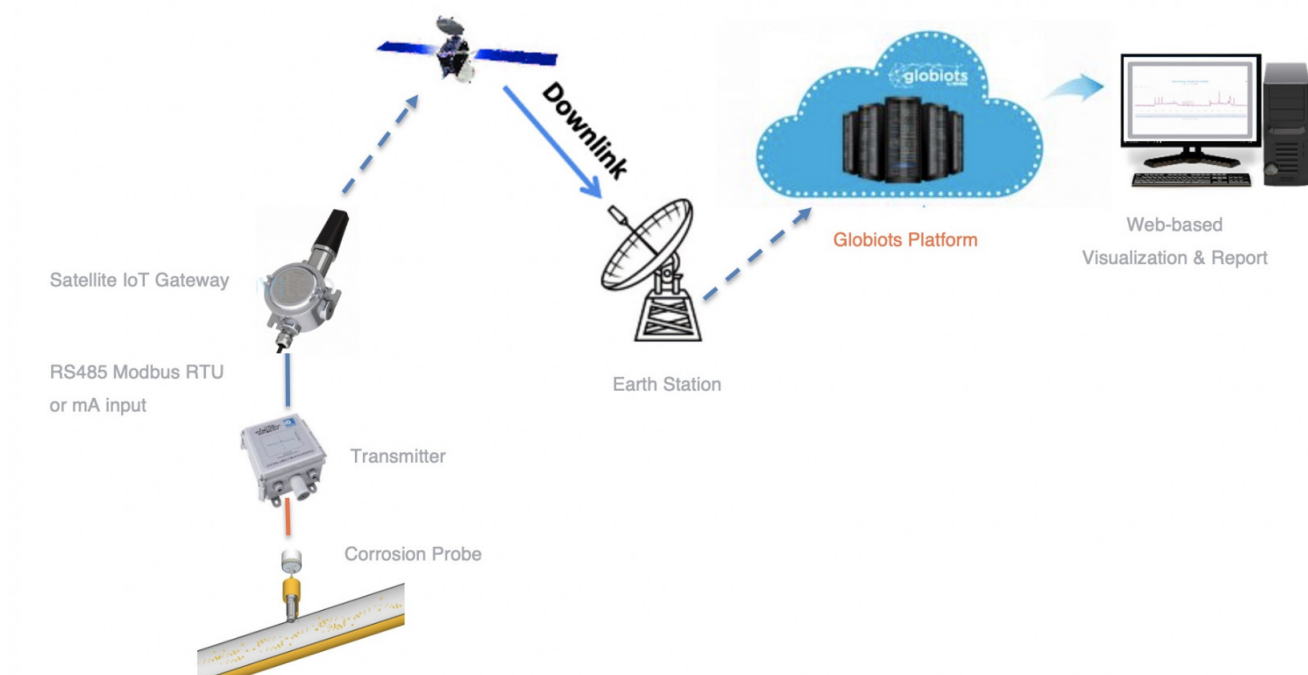 Downlink
globiots
Satellite IoT Gateway
RS485 Modbus RTU
or mA input
Transmitter
Corrosion Probe
Earth Station
Globiots Platform
Web-based
Visualization & Report